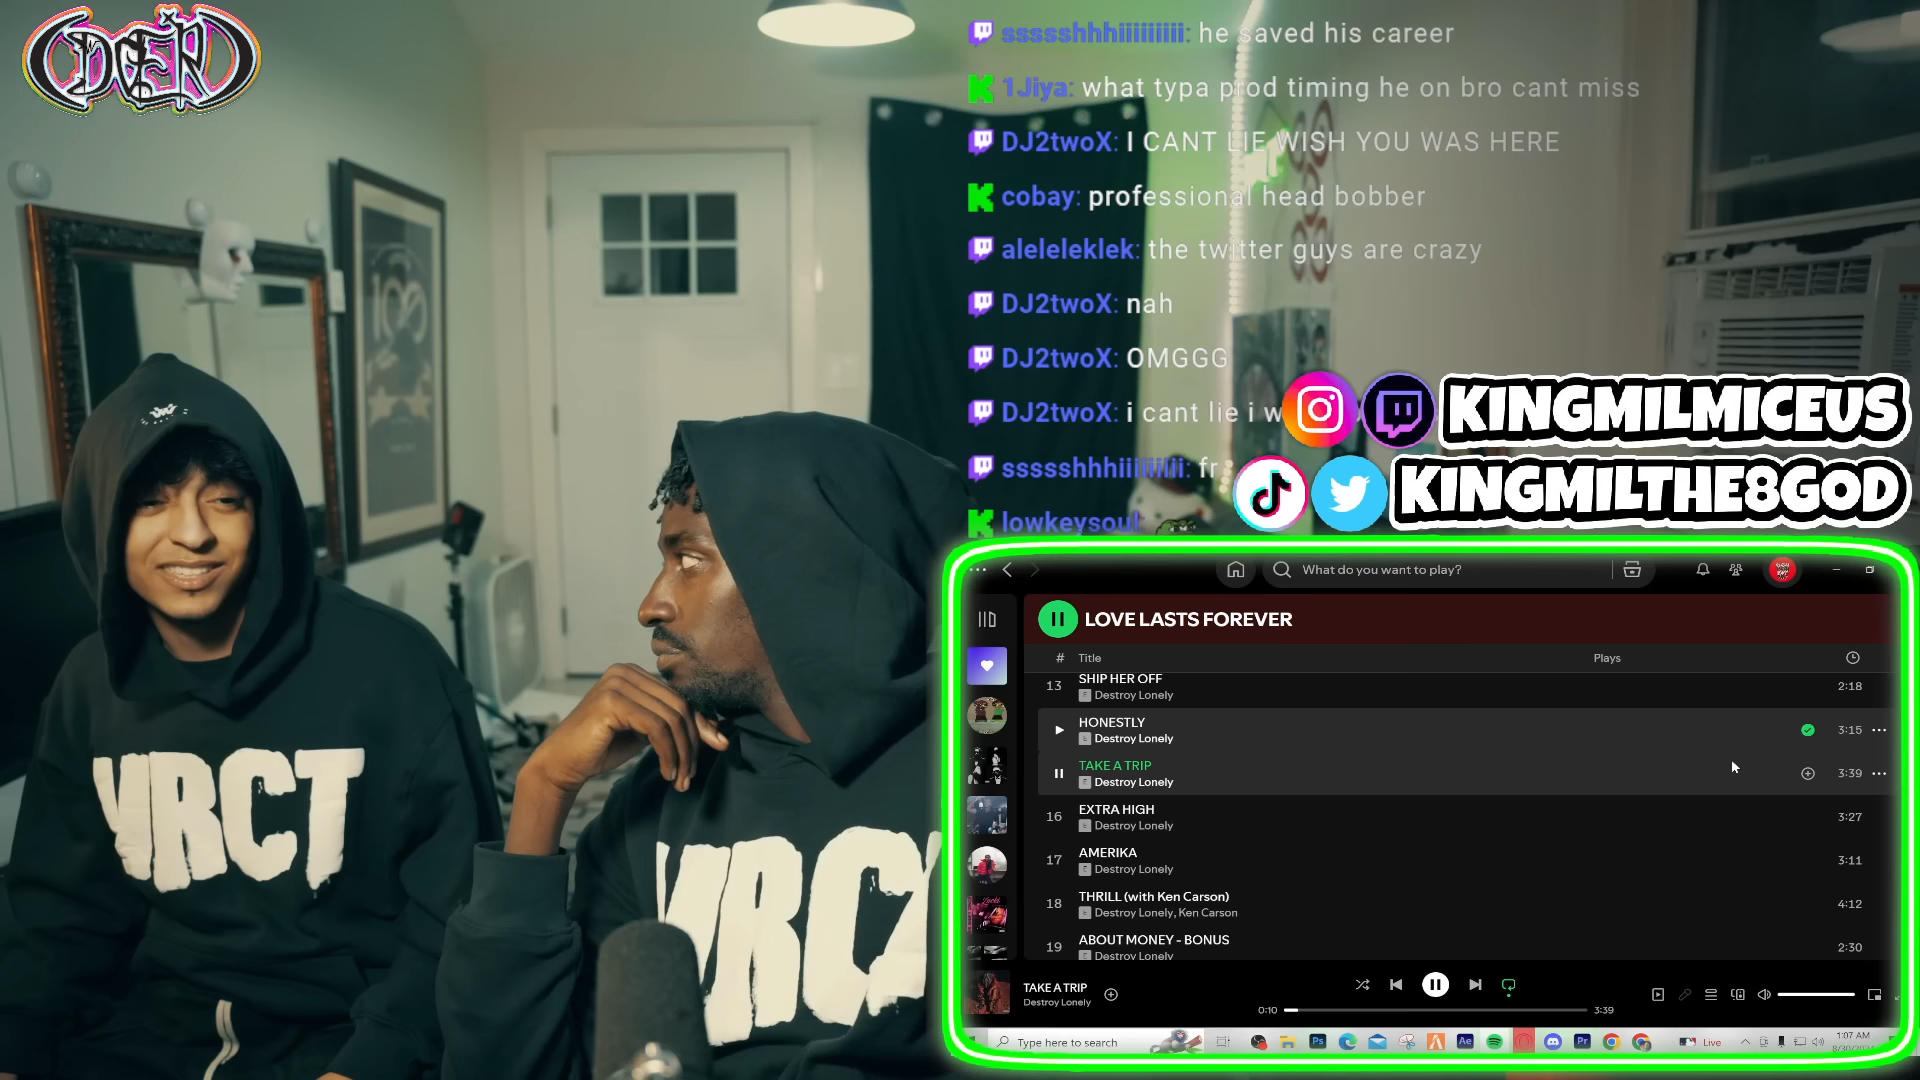 ssssshhhiiiiiiiii: he saved his career
1Jiya: what typa prod timing he on bro cant miss
DJ2twoX: I CANT LIE WISH YOU WAS HERE
cobay: professional head bobber
aleleleklek: the twitter guys are crazy
DJ2twoX: nah
DJ2twoX: OMGGG
DJ2twoX: i cant lie i w
ssssshhhiiiiiiiii: fr
lowkeysoul:
KINGMILMICEUS
KINGMILTHE8GOD
VRCT
VRC
What do you want to play?
LOVE LASTS FOREVER
# Title Plays
13 SHIP HER OFF 2:18
E Destroy Lonely
HONESTLY 3:15
E Destroy Lonely
TAKE A TRIP 3:39
E Destroy Lonely
16 EXTRA HIGH 3:27
E Destroy Lonely
17 AMERIKA 3:11
E Destroy Lonely
18 THRILL (with Ken Carson) 4:12
E Destroy Lonely, Ken Carson
19 ABOUT MONEY - BONUS 2:30
E Destroy Lonely
TAKE A TRIP
Destroy Lonely
0:10 3:39
Type here to search
Ps Ae Pr
Live
1:07 AM